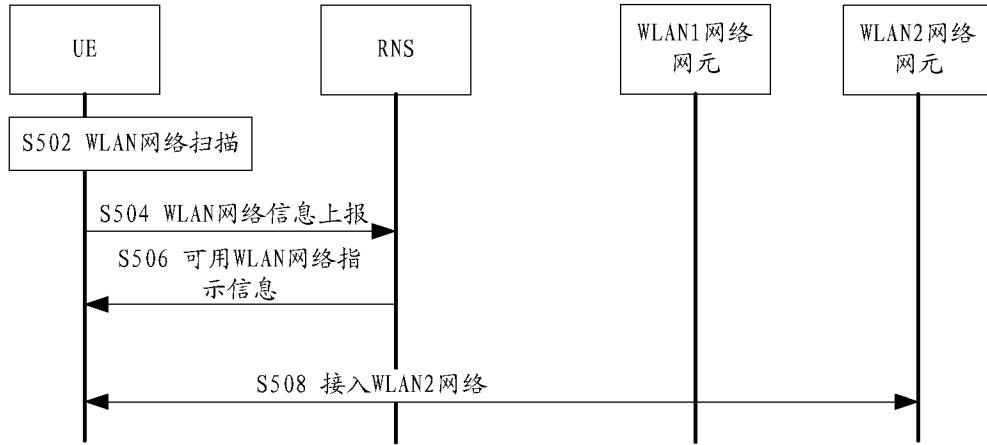 UE
RNS
WLAN1网络
网元
WLAN2网络
网元
S502 WLAN网络扫描
S504 WLAN网络信息上报
S506 可用WLAN网络指
示信息
S508 接入WLAN2网络